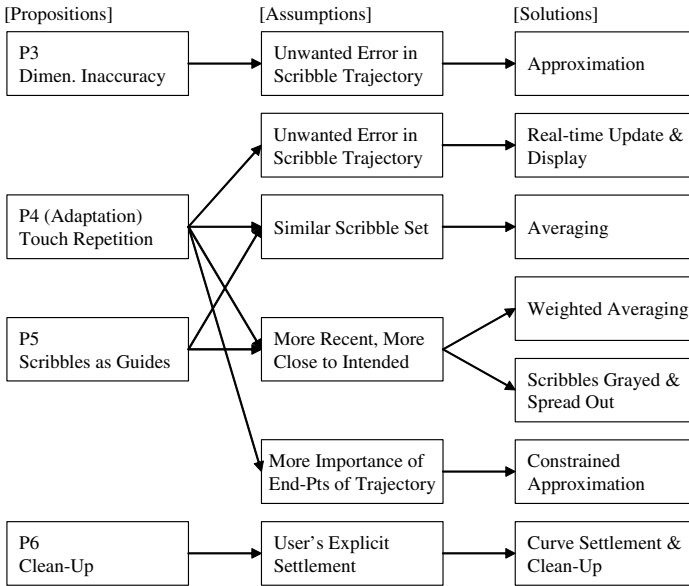 [Propositions]
[Assumptions]
[Solutions]
P3
Dimen. Inaccuracy
Unwanted Error in
Scribble Trajectory
Approximation
Unwanted Error in
Scribble Trajectory
Real-time Update &
Display
P4 (Adaptation)
Touch Repetition
Similar Scribble Set
Averaging
Weighted Averaging
P5
Scribbles as Guides
More Recent, More
Close to Intended
Scribbles Grayed &
Spread Out
More Importance of
End-Pts of Trajectory
Constrained
Approximation
P6
Clean-Up
User's Explicit
Settlement
Curve Settlement &
Clean-Up